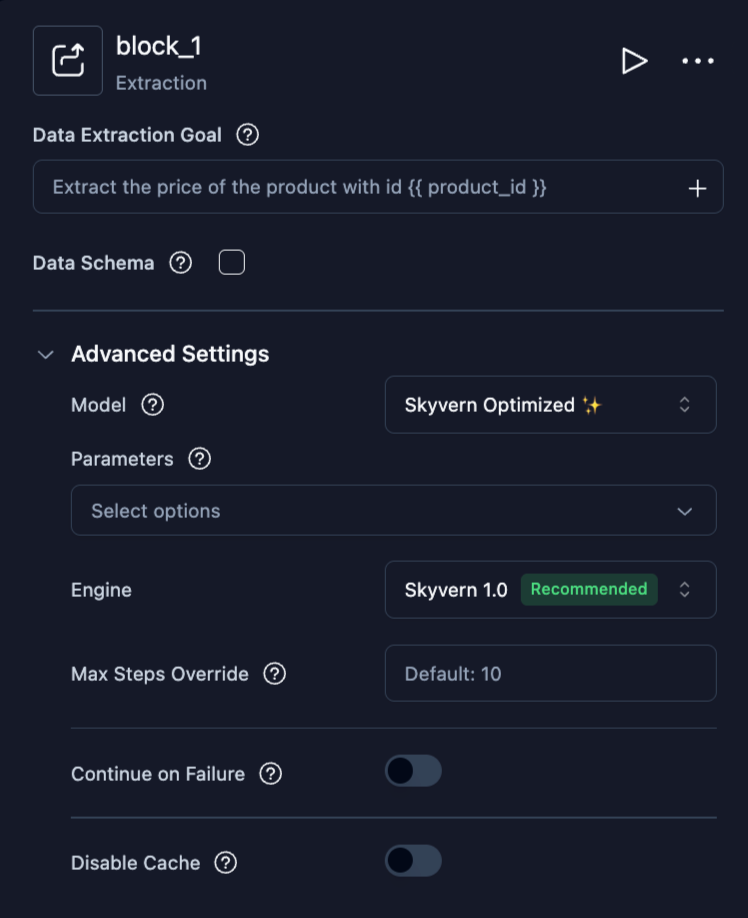 block_1
Extraction
Data Extraction Goal ?
Extract the price of the product with id {{ product_id }} +
Data Schema ?
Advanced Settings
Model ? Skyvern Optimized ✨
Parameters ?
Select options
Engine Skyvern 1.0 Recommended
Max Steps Override ? Default: 10
Continue on Failure ?
Disable Cache ?